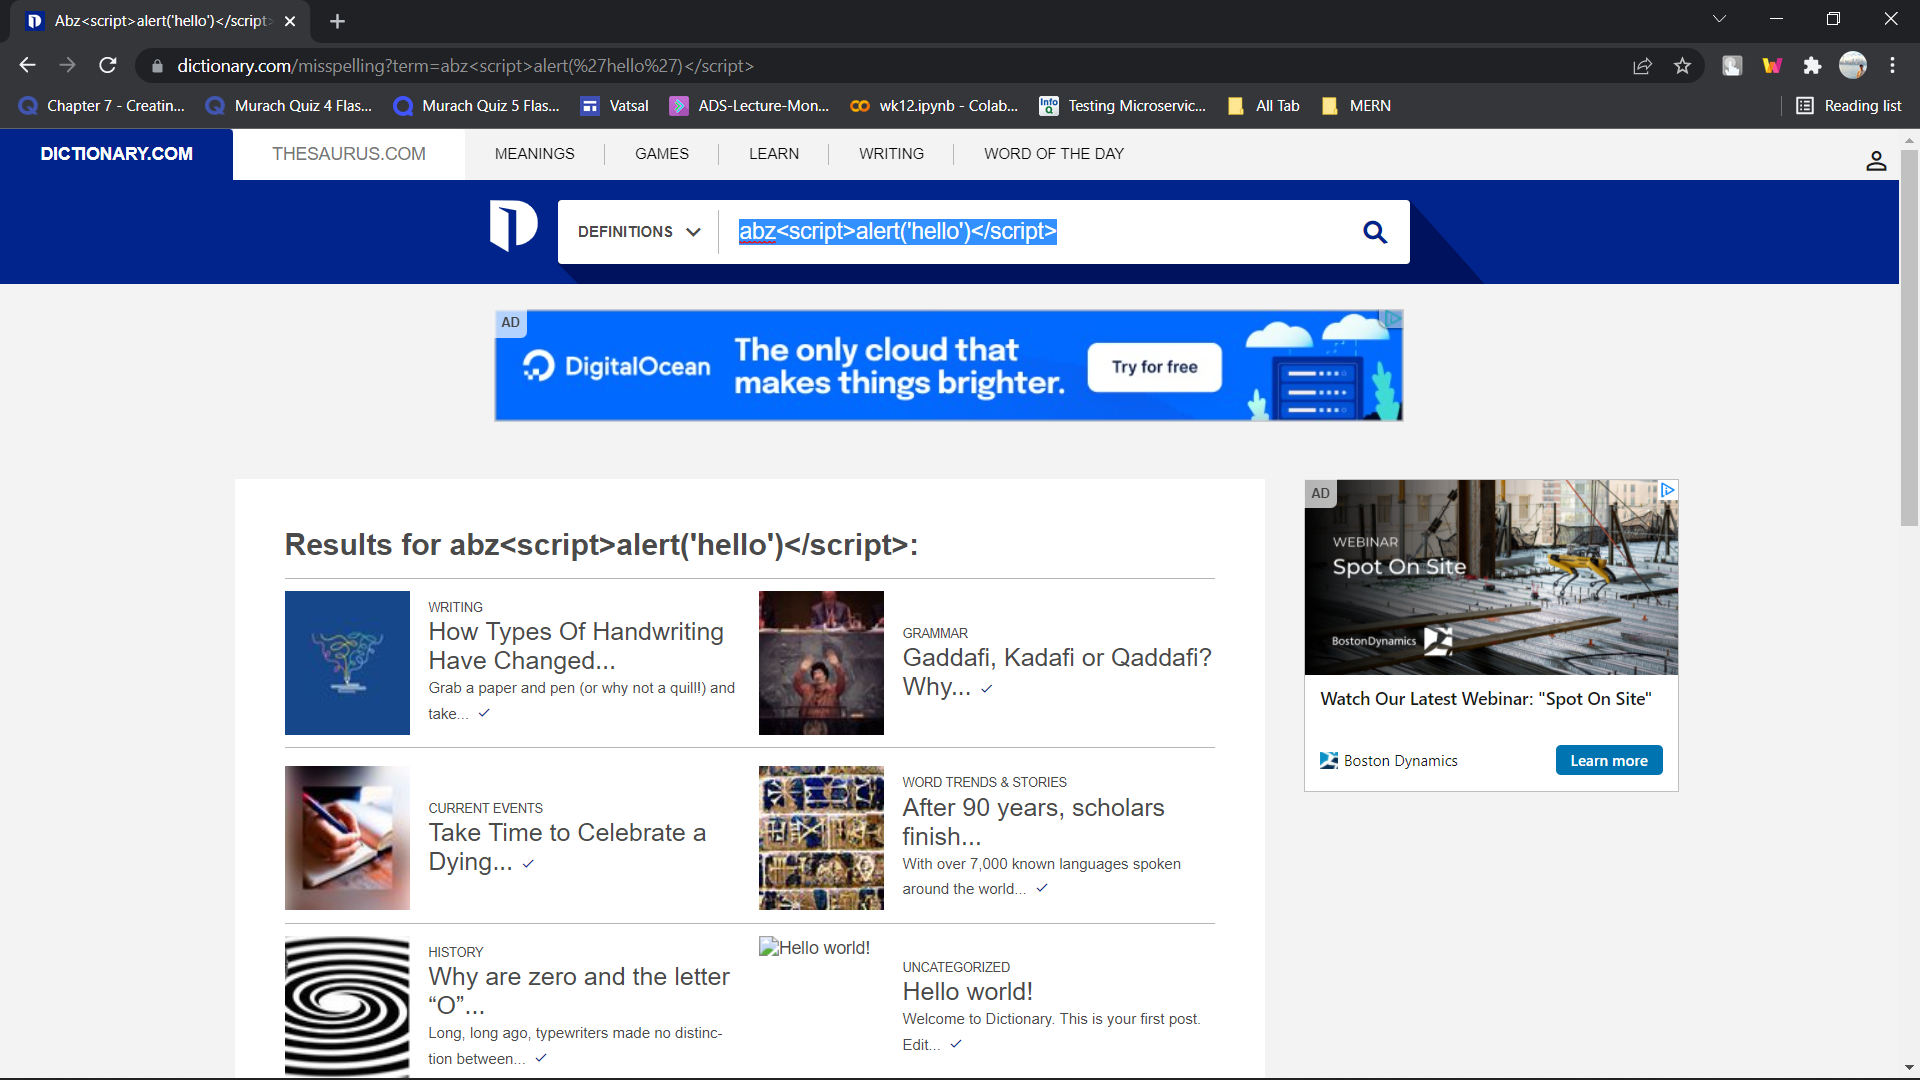 Abz<script>alert('hello')</script>
dictionary.com/misspelling?term=abz<script>alert(%27hello%27)</script>
Chapter 7 - Creatin... Murach Quiz 4 Flas... Murach Quiz 5 Flas... Vatsal ADS-Lecture-Mon... wk12.ipynb - Colab... Info Q Testing Microservic... All Tab MERN Reading list
DICTIONARY.COM THESAURUS.COM MEANINGS GAMES LEARN WRITING WORD OF THE DAY
DEFINITIONS abz<script>alert('hello')</script>
AD
DigitalOcean
The only cloud that
makes things brighter.
Try for free
Results for abz<script>alert('hello')</script>:
WRITING
How Types Of Handwriting
Have Changed...
Grab a paper and pen (or why not a quill!) and
take...
GRAMMAR
Gaddafi, Kadafi or Qaddafi?
Why...
CURRENT EVENTS
Take Time to Celebrate a
Dying...
WORD TRENDS & STORIES
After 90 years, scholars
finish...
With over 7,000 known languages spoken
around the world...
HISTORY
Why are zero and the letter
“O”...
Long, long ago, typewriters made no distinc-
tion between...
Hello world!
UNCATEGORIZED
Hello world!
Welcome to Dictionary. This is your first post.
Edit...
AD
WEBINAR
Spot On Site
BostonDynamics
Watch Our Latest Webinar: "Spot On Site"
Boston Dynamics
Learn more